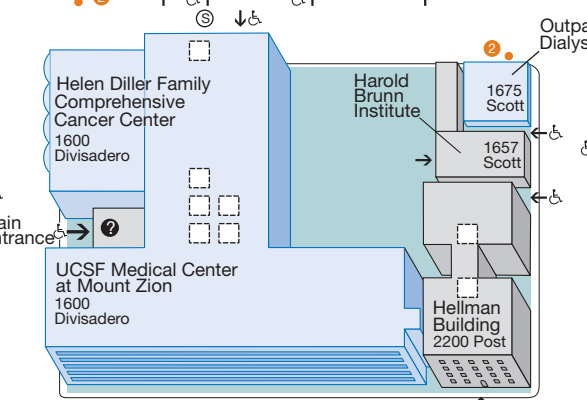 S
2
Outpa
Dialys
Helen Diller Family
Comprehensive
Cancer Center
1600
Divisadero
Harold
Brunn
Institute
1675
Scott
1657
Scott
ain
ntrance
?
UCSF Medical Center
at Mount Zion
1600
Divisadero
Hellman
Building
2200 Post